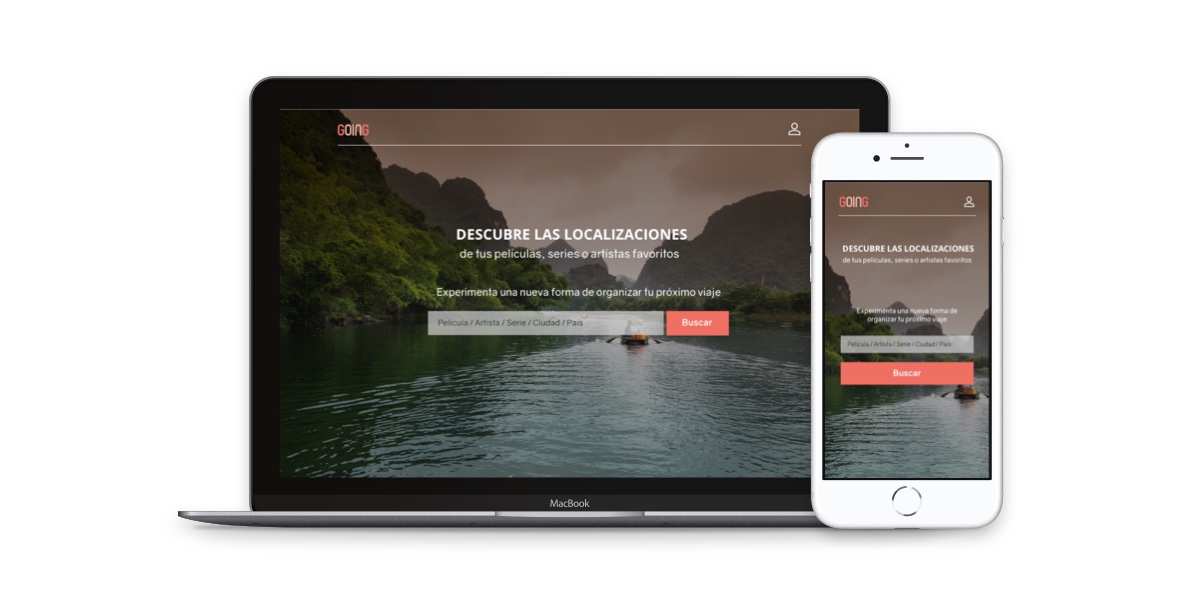 GOING
DESCUBRE LAS LOCALIZACIONES
de tus películas, series o artistas favoritos
Experimenta una nueva forma de organizar tu próximo viaje
Película / Artista / Serie / Ciudad / País
Buscar
MacBook
GOING
DESCUBRE LAS LOCALIZACIONES
de tus películas, series o artistas favoritos
Experimenta una nueva forma de
organizar tu próximo viaje
Película / Artista / Serie / Ciudad / País
Buscar